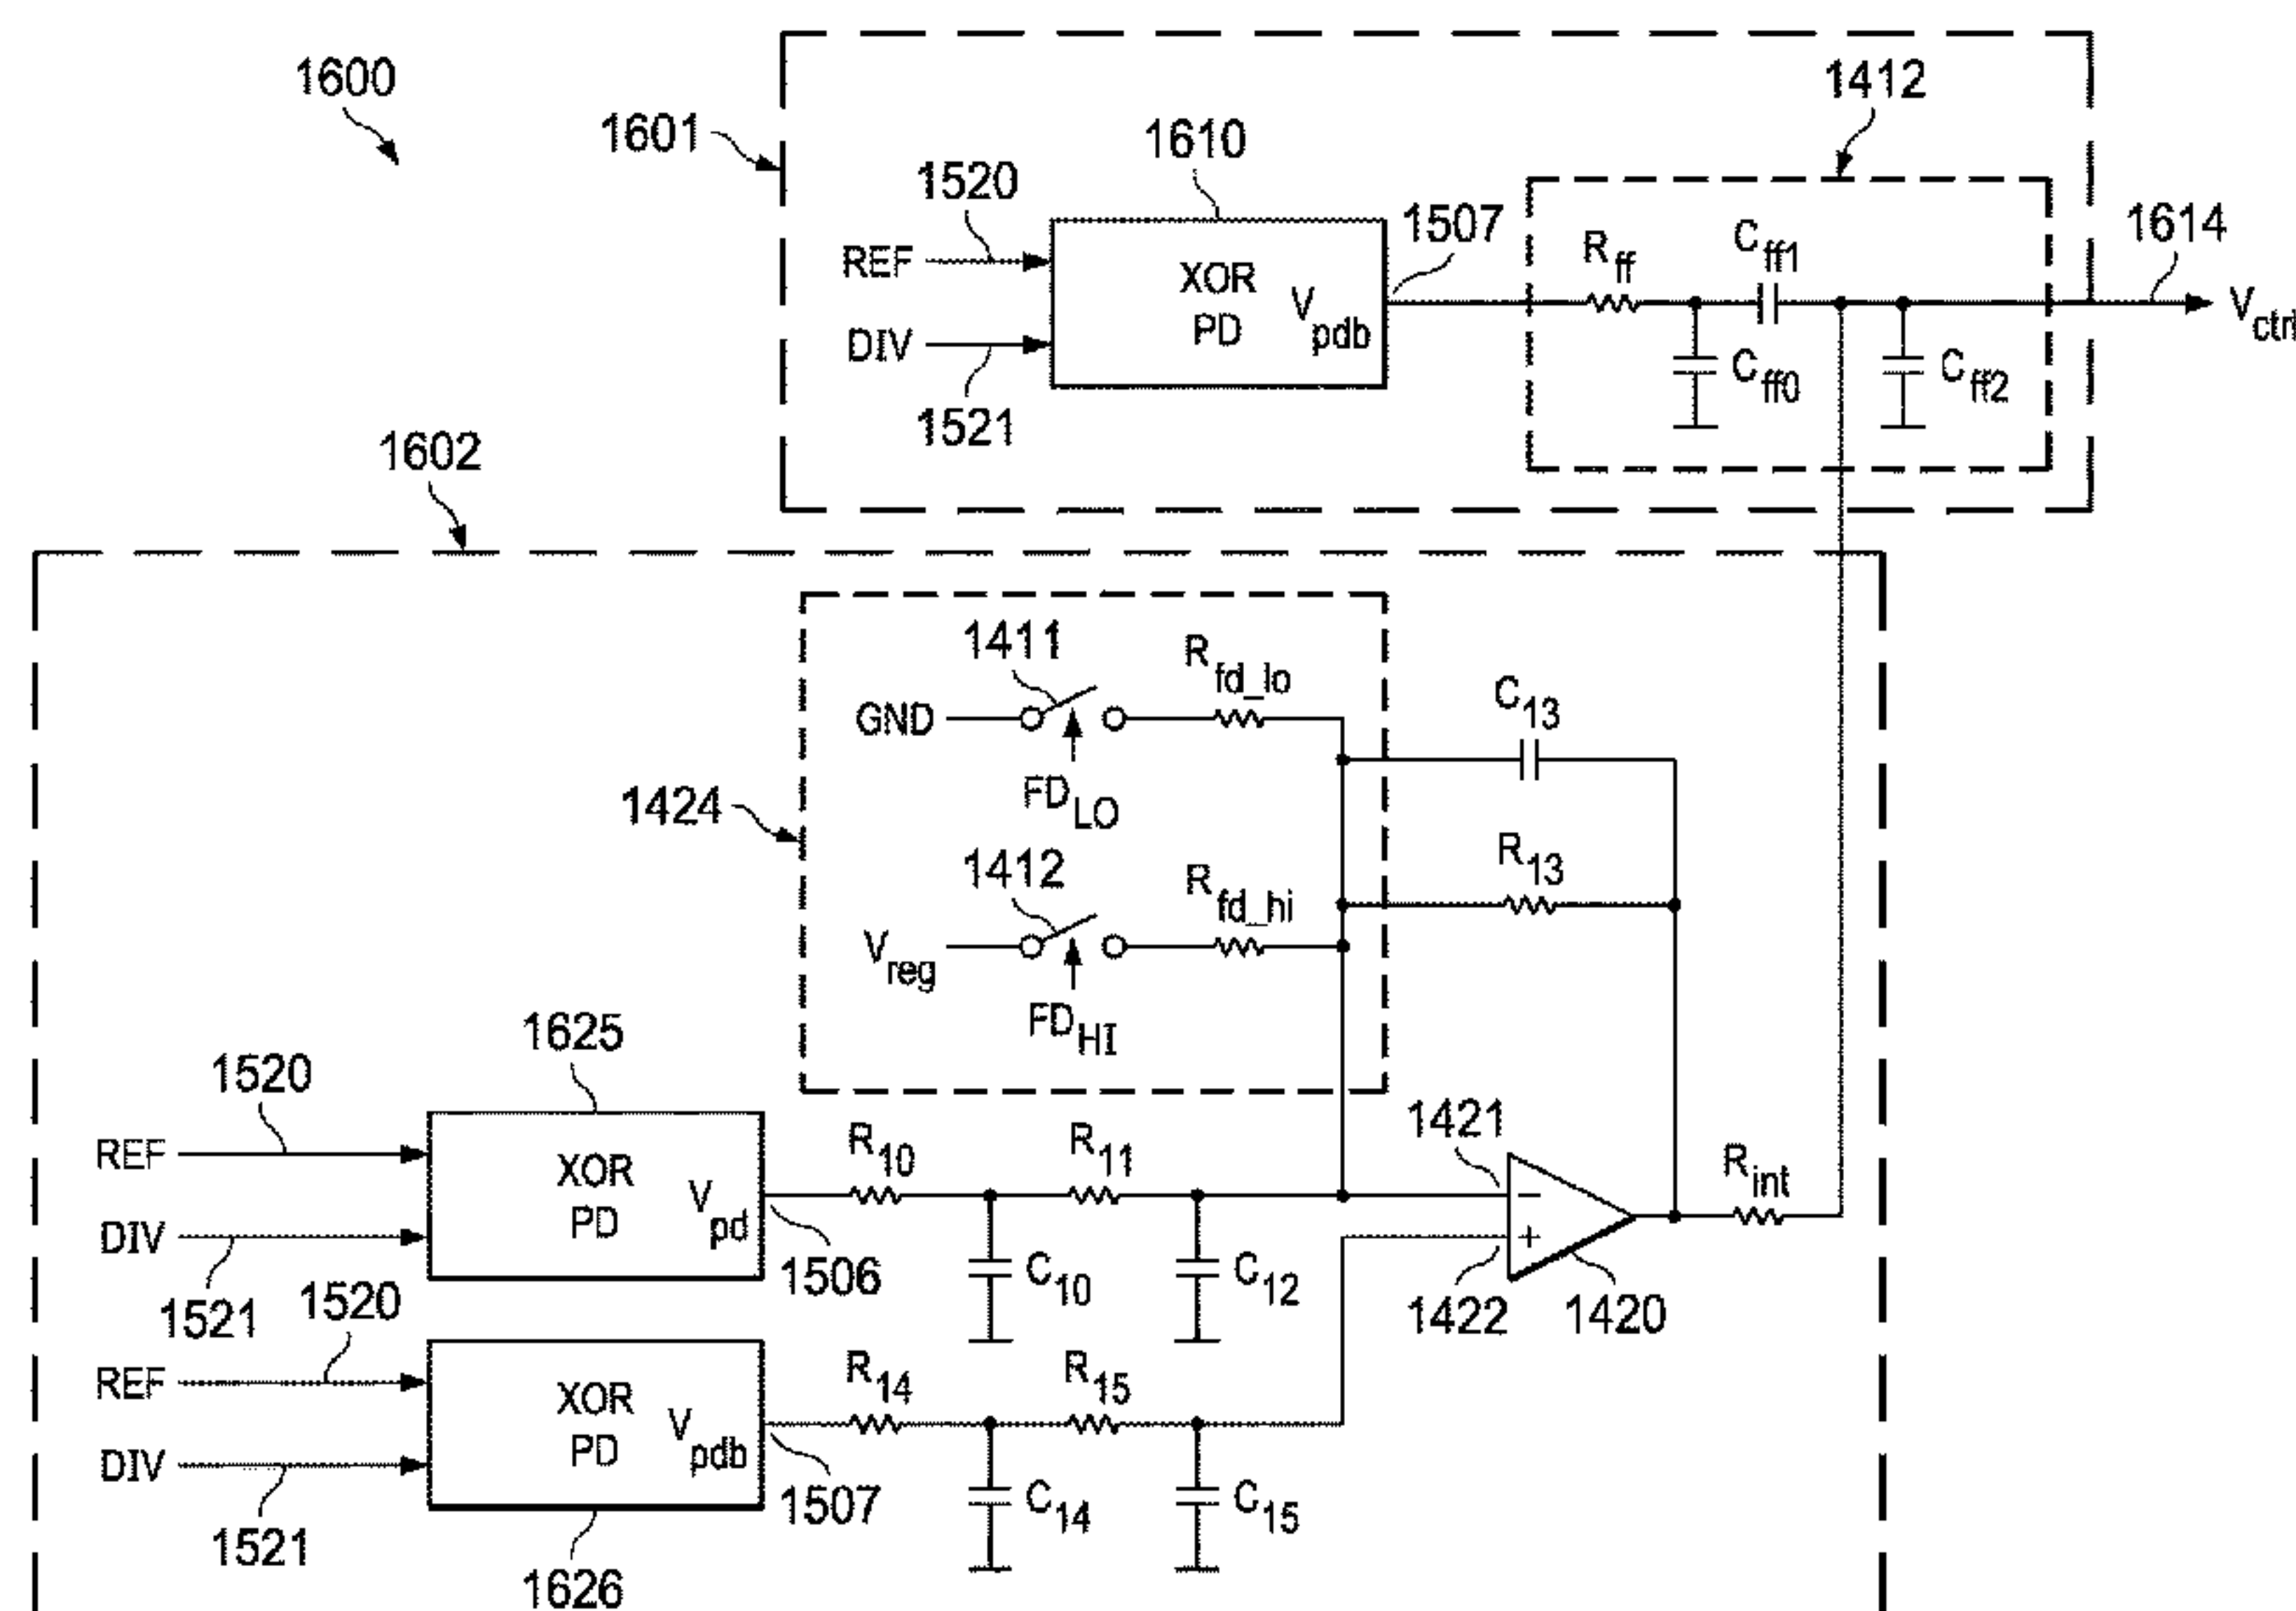 1600
1601
1412
1610
1520
1507
1614
REF
XOR
PD
V pdb
R ff
C ff1
V ctrl
DIV
C ff0
C ff2
1521
1602
1411
R fd_lo
GND
C 13
FD LO
1424
R 13
1412
R fd_hi
V reg
FD HI
1625
1520
REF
XOR
PD
V pd
R 10
R 11
1421
R int
DIV
1506
C 10
C 12
1422
1420
1521
1520
REF
XOR
PD
V pdb
R 14
R 15
DIV
1507
C 14
C 15
1521
1626